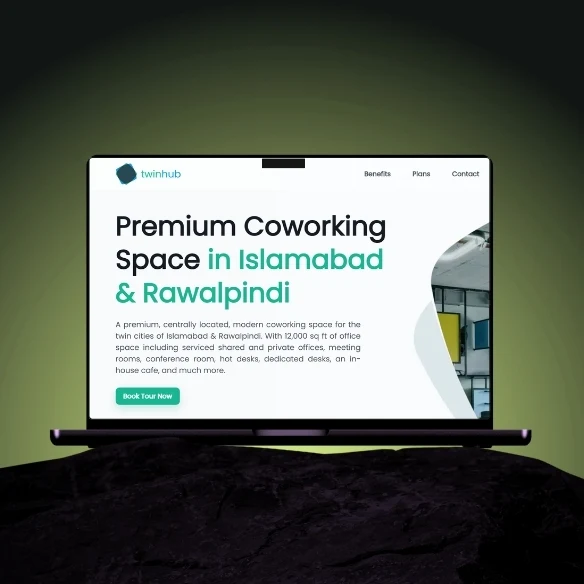 twinhub
Benefits
Plans
Contact
Premium Coworking
Space in Islamabad
& Rawalpindi
A premium, centrally located, modern coworking space for the
twin cities of Islamabad & Rawalpindi. With 12,000 sq ft of office
space including serviced shared and private offices, meeting
rooms, conference room, hot desks, dedicated desks, an in-
house cafe, and much more.
Book Tour Now